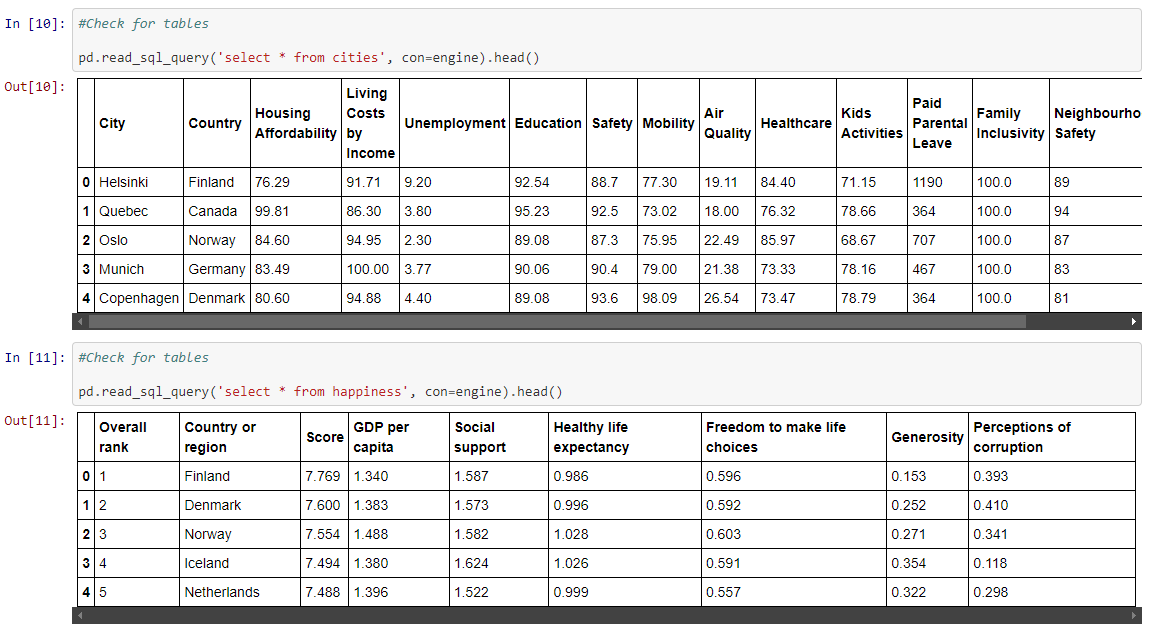 In [10]: #Check for tables
pd.read_sql_query('select * from cities', con=engine).head()
Out[10]:
City Country Housing Affordability Living Costs by Income Unemployment Education Safety Mobility Air Quality Healthcare Kids Activities Paid Parental Leave Family Inclusivity Neighbourho Safety
0 Helsinki Finland 76.29 91.71 9.20 92.54 88.7 77.30 19.11 84.40 71.15 1190 100.0 89
1 Quebec Canada 99.81 86.30 3.80 95.23 92.5 73.02 18.00 76.32 78.66 364 100.0 94
2 Oslo Norway 84.60 94.95 2.30 89.08 87.3 75.95 22.49 85.97 68.67 707 100.0 87
3 Munich Germany 83.49 100.00 3.77 90.06 90.4 79.00 21.38 73.33 78.16 467 100.0 83
4 Copenhagen Denmark 80.60 94.88 4.40 89.08 93.6 98.09 26.54 73.47 78.79 364 100.0 81
In [11]: #Check for tables
pd.read_sql_query('select * from happiness', con=engine).head()
Out[11]:
Overall rank Country or region Score GDP per capita Social support Healthy life expectancy Freedom to make life choices Generosity Perceptions of corruption
0 1 Finland 7.769 1.340 1.587 0.986 0.596 0.153 0.393
1 2 Denmark 7.600 1.383 1.573 0.996 0.592 0.252 0.410
2 3 Norway 7.554 1.488 1.582 1.028 0.603 0.271 0.341
3 4 Iceland 7.494 1.380 1.624 1.026 0.591 0.354 0.118
4 5 Netherlands 7.488 1.396 1.522 0.999 0.557 0.322 0.298